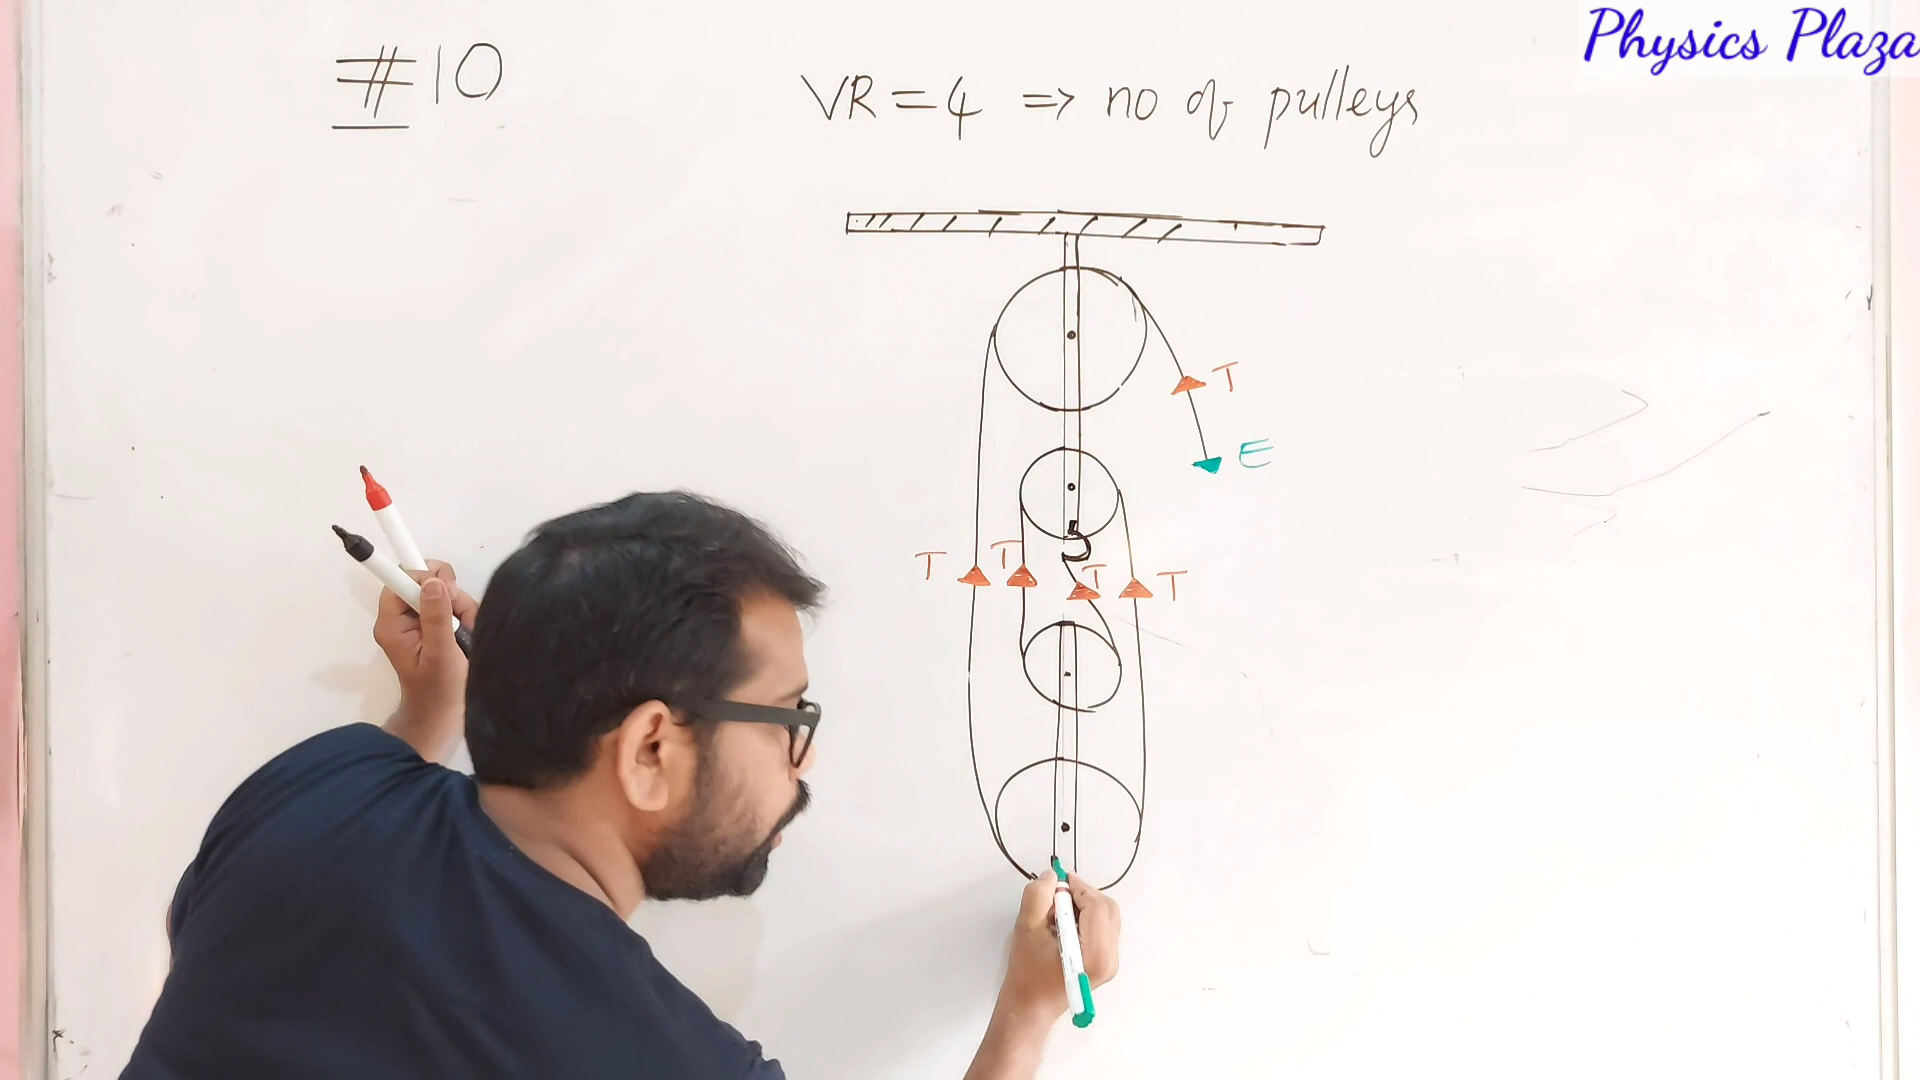 Physics Plaza
#10
VR = 4 => no of pulleys
T
E
T
T
T
T